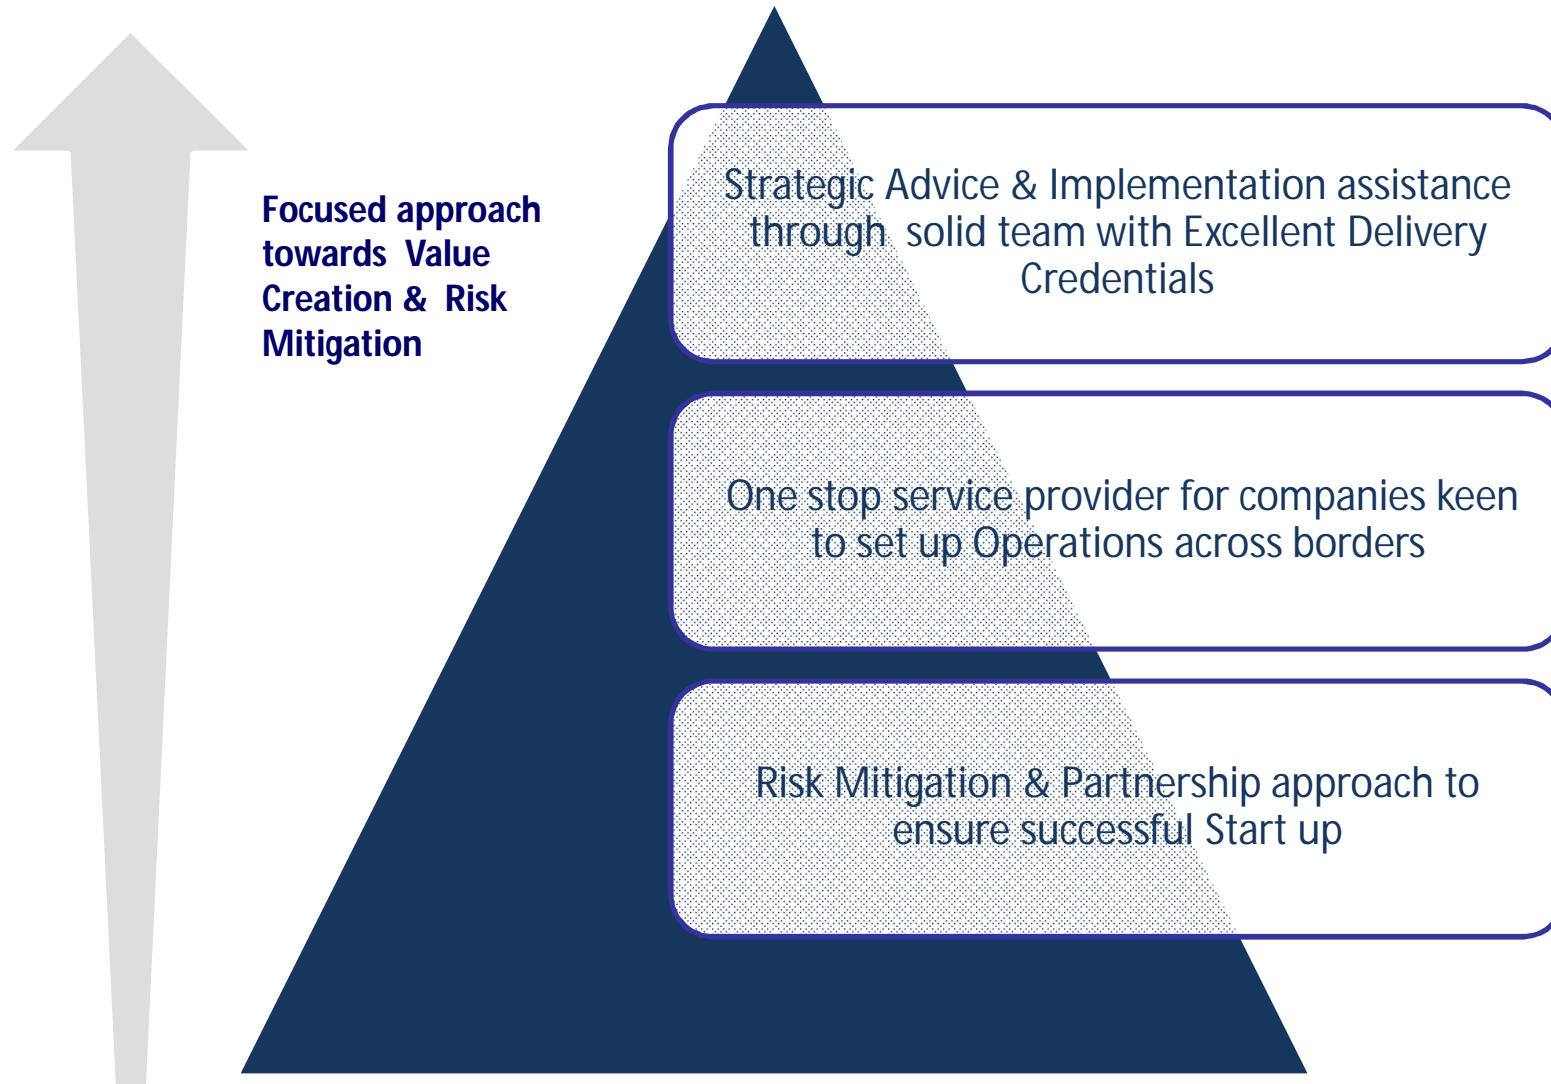 Focused approach
towards  Value
Creation &  Risk
Mitigation
Strategic Advice & Implementation assistance
through  solid team with Excellent Delivery
Credentials
One stop service provider for companies keen
to set up Operations across borders
Risk Mitigation & Partnership approach to
ensure successful Start up